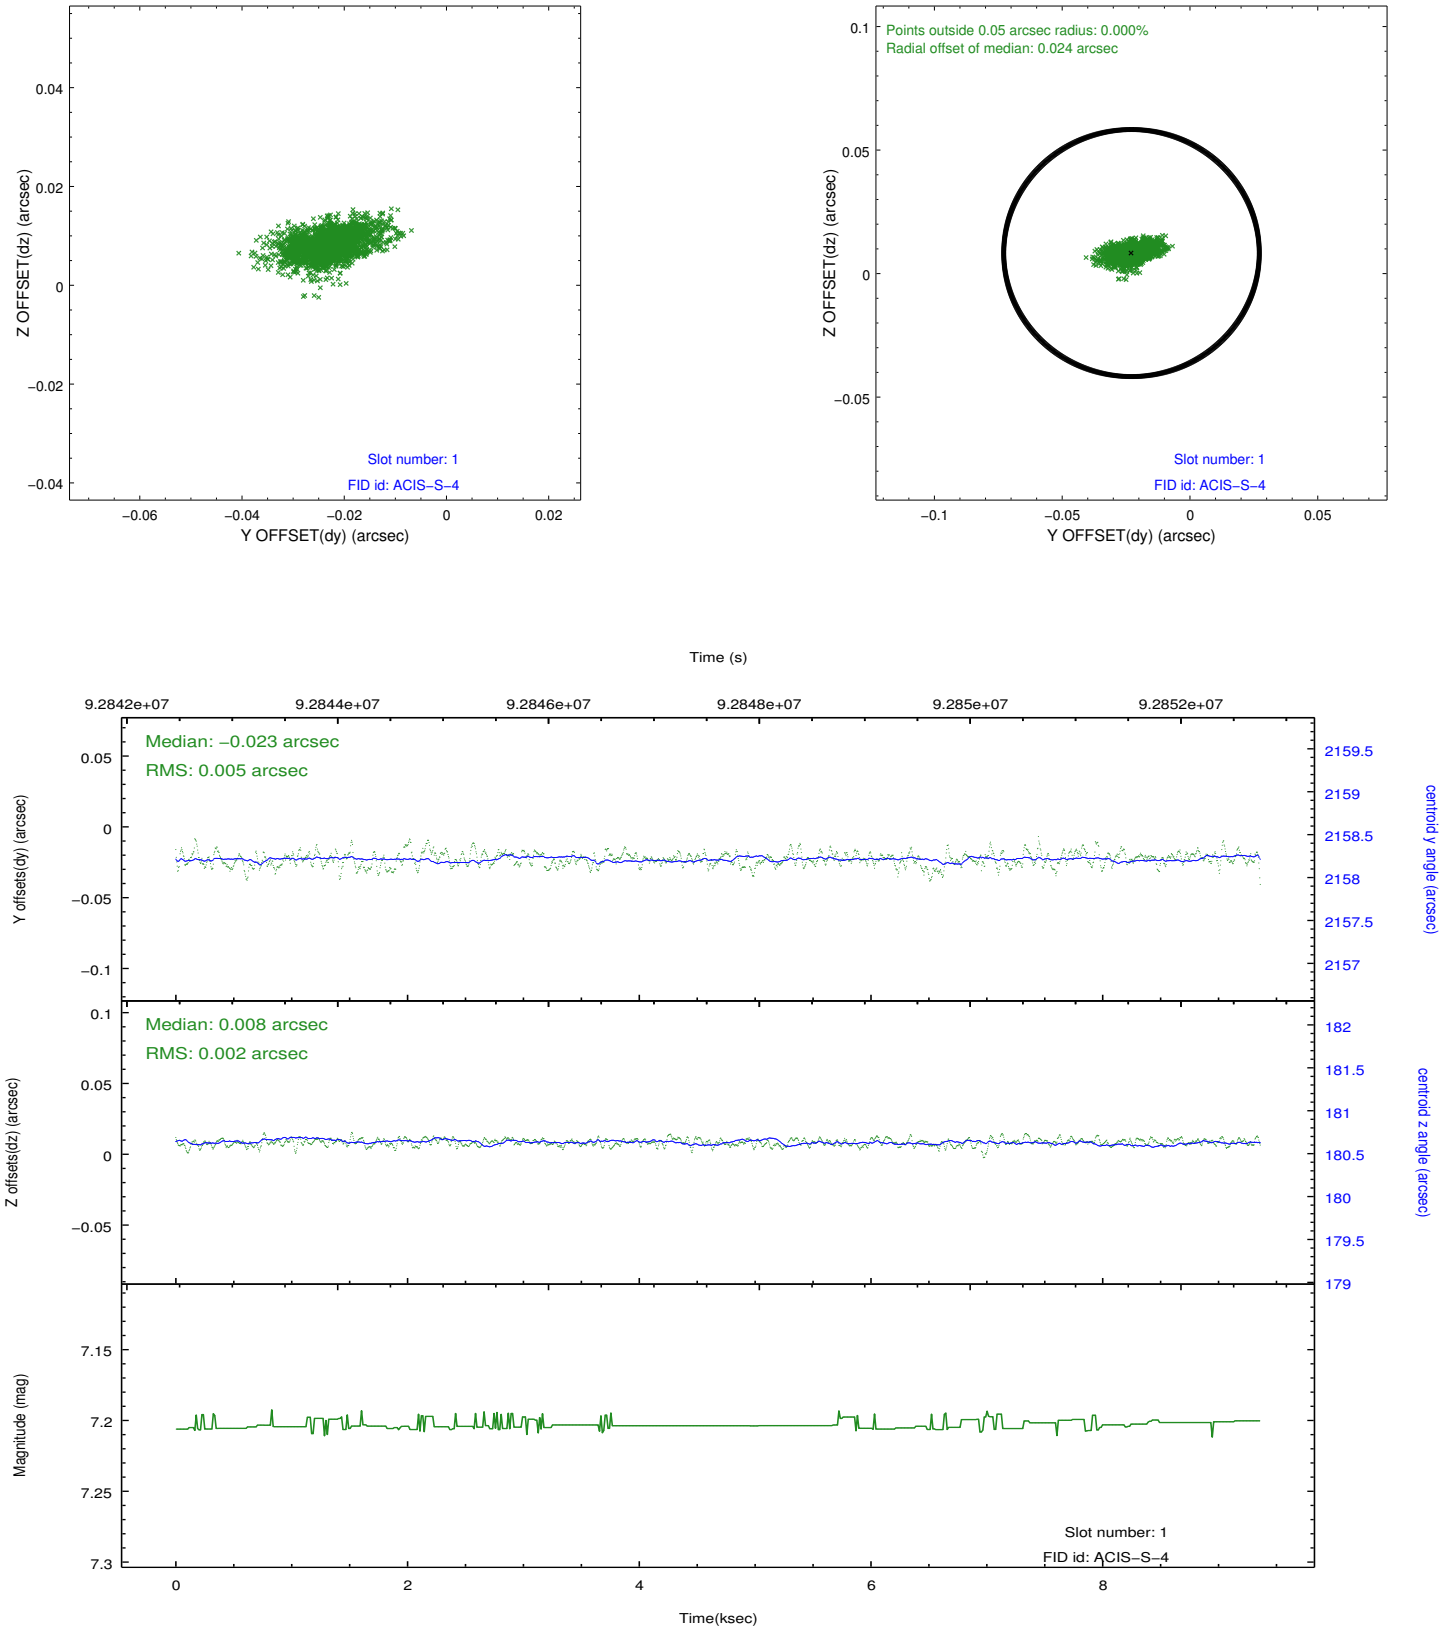 0.04
0.02
0
−0.02
−0.04
Z OFFSET(dz) (arcsec)
Slot number: 1
FID id: ACIS−S−4
−0.06
−0.04
−0.02
0
0.02
Y OFFSET(dy) (arcsec)
Points outside 0.05 arcsec radius: 0.000%
Radial offset of median: 0.024 arcsec
0.1
0.05
0
−0.05
Z OFFSET(dz) (arcsec)
Slot number: 1
FID id: ACIS−S−4
−0.1
−0.05
0
0.05
Y OFFSET(dy) (arcsec)
Time (s)
9.2842e+07
9.2844e+07
9.2846e+07
9.2848e+07
9.285e+07
9.2852e+07
Median: −0.023 arcsec
RMS: 0.005 arcsec
0.05
0
−0.05
−0.1
Y offsets(dy) (arcsec)
2159.5
2159
2158.5
2158
2157.5
2157
centroid y angle (arcsec)
Median: 0.008 arcsec
RMS: 0.002 arcsec
0.1
0.05
0
−0.05
Z offsets(dz) (arcsec)
182
181.5
181
180.5
180
179.5
179
centroid z angle (arcsec)
7.15
7.2
7.25
7.3
Magnitude (mag)
Slot number: 1
FID id: ACIS−S−4
0
2
4
6
8
Time(ksec)